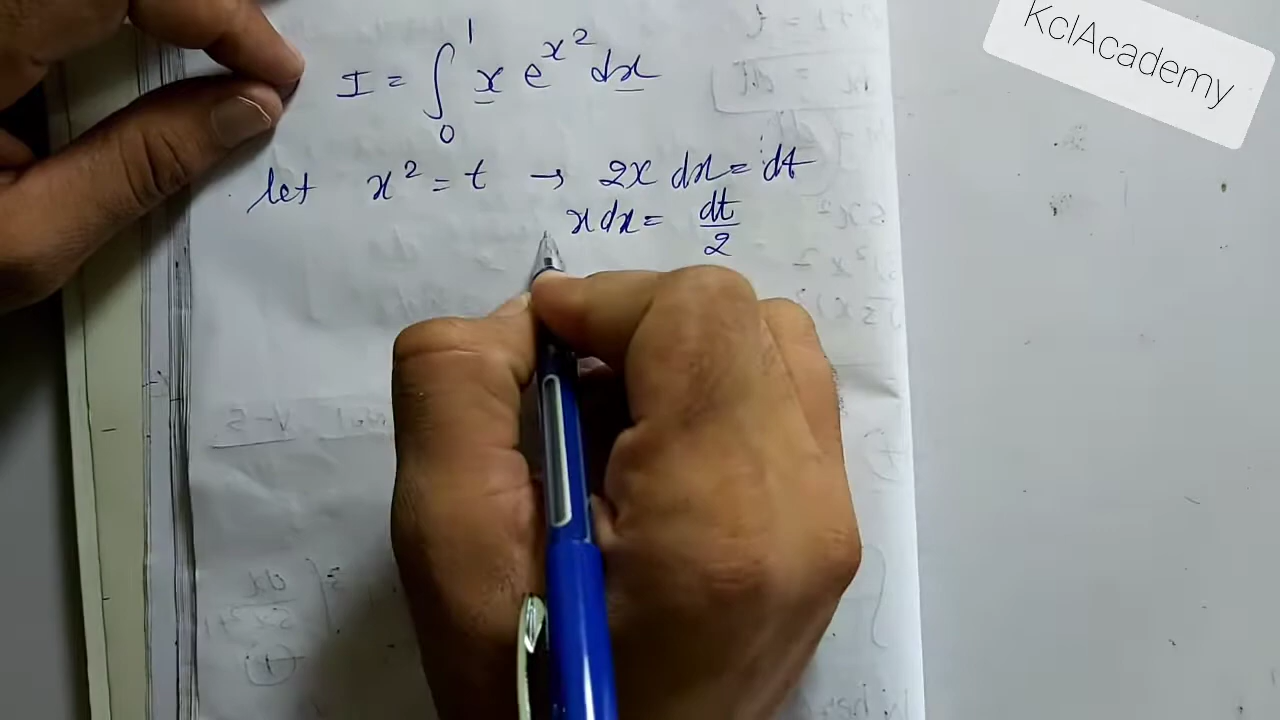 KclAcademy
I = ∫₀¹ x e^{x²} dx
let x² = t → 2x dx = dt
x dx = dt/2